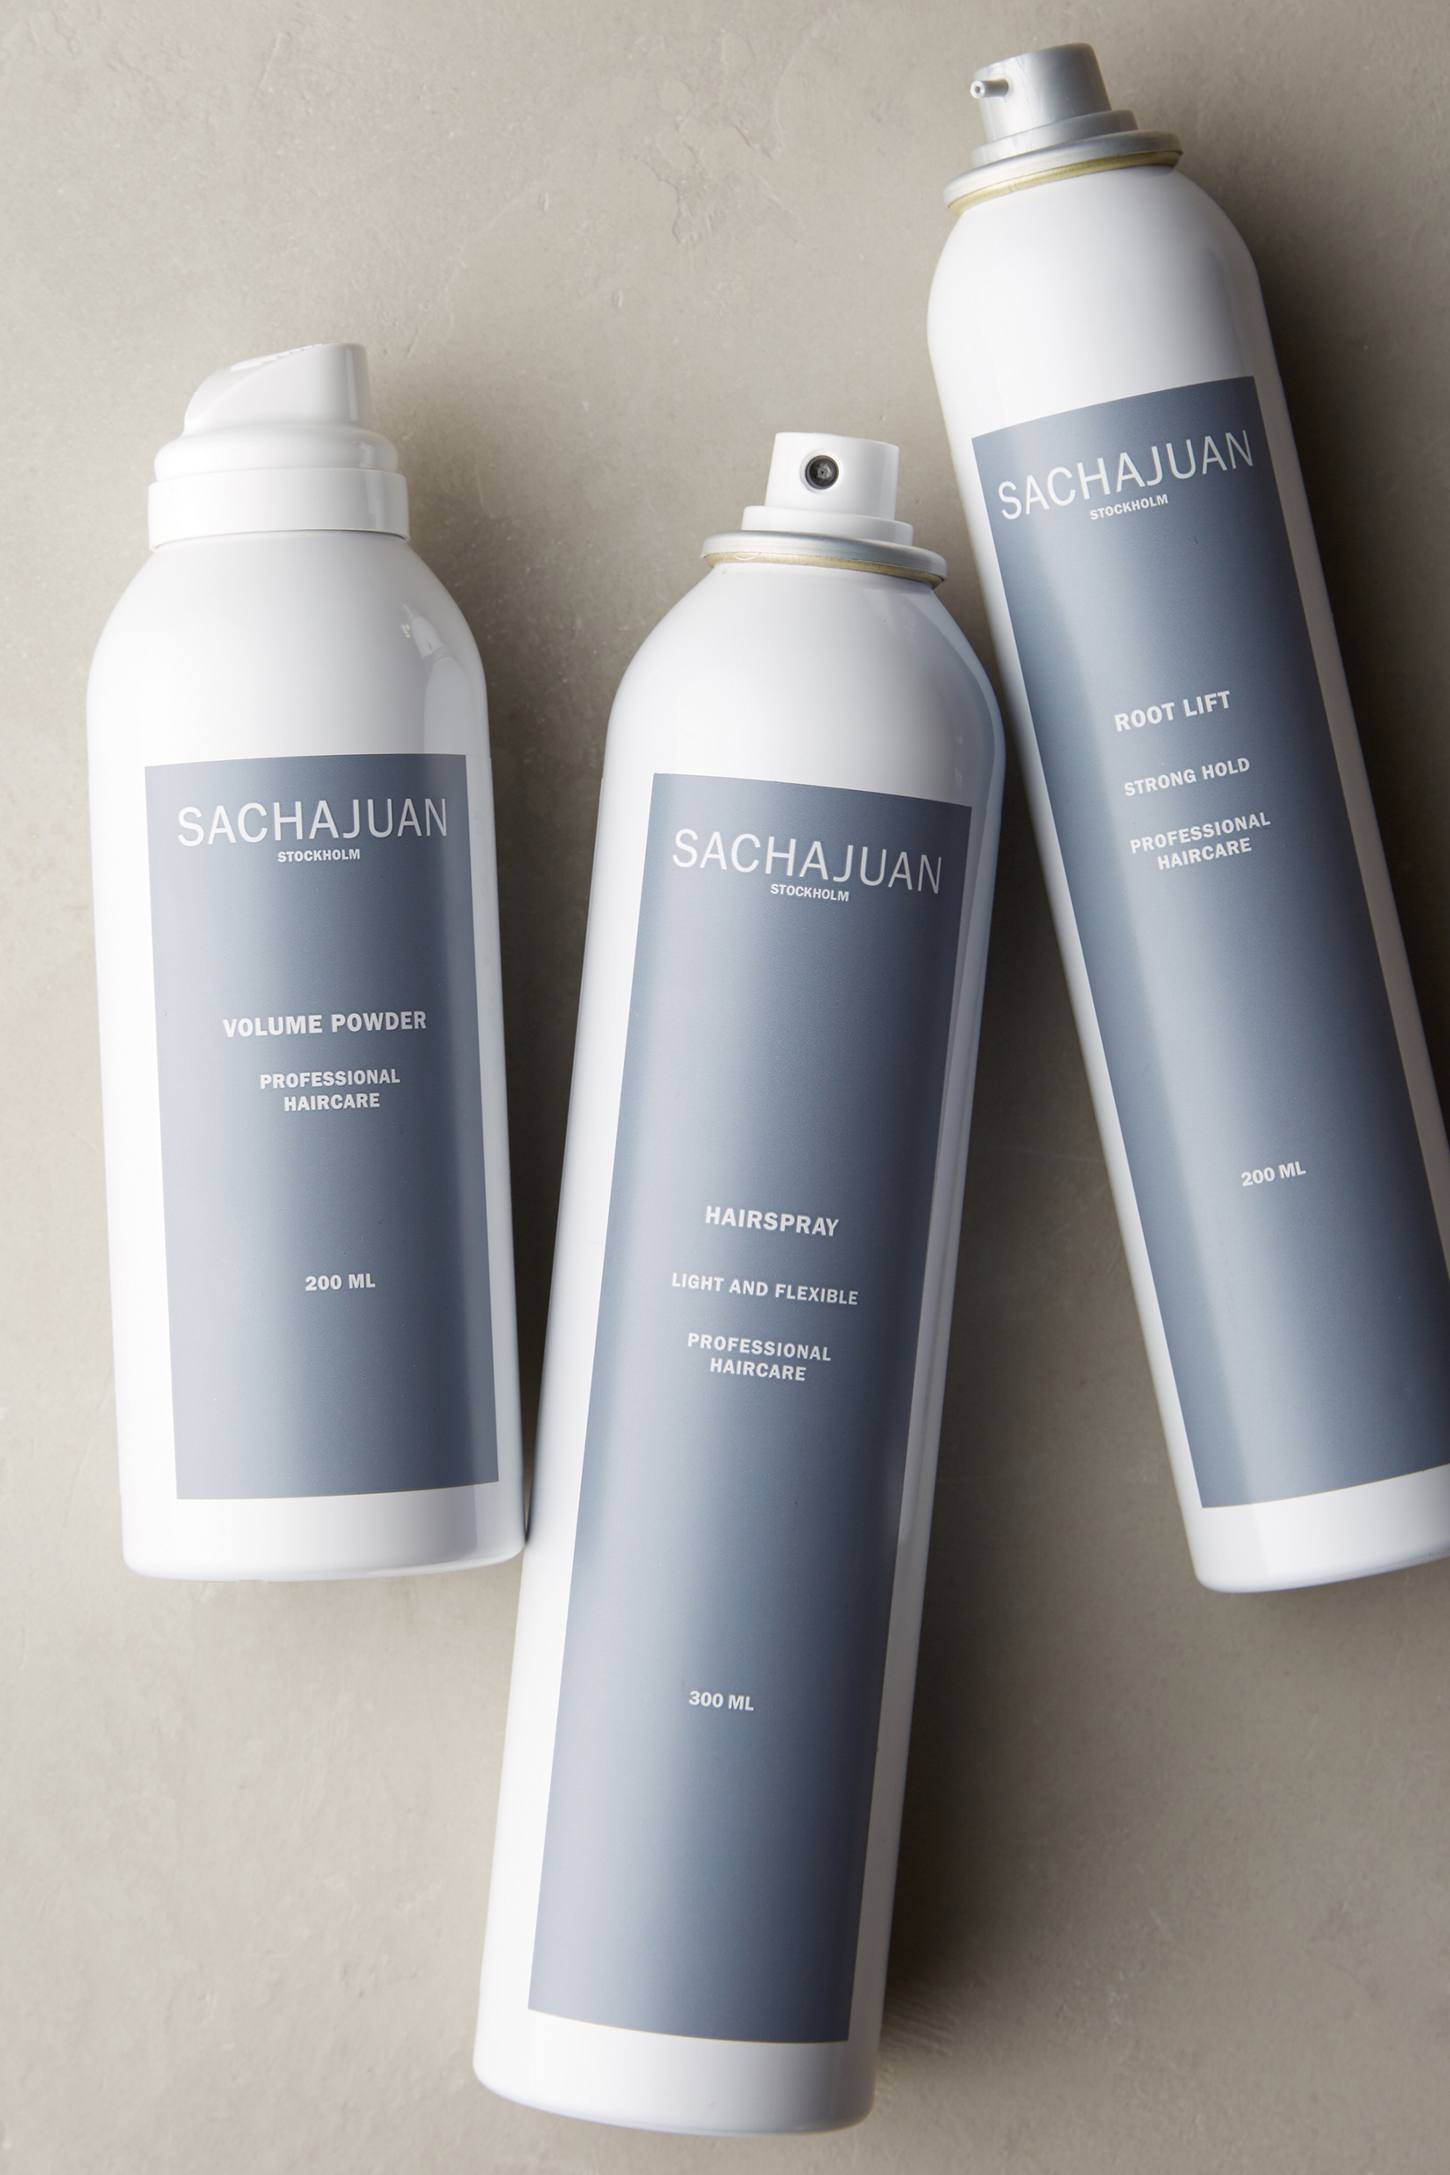 SACHAJUAN
STOCKHOLM
VOLUME POWDER
PROFESSIONAL
HAIRCARE
200 ML
SACHAJUAN
STOCKHOLM
HAIRSPRAY
LIGHT AND FLEXIBLE
PROFESSIONAL
HAIRCARE
300 ML
SACHAJUAN
STOCKHOLM
ROOT LIFT
STRONG HOLD
PROFESSIONAL
HAIRCARE
200 ML